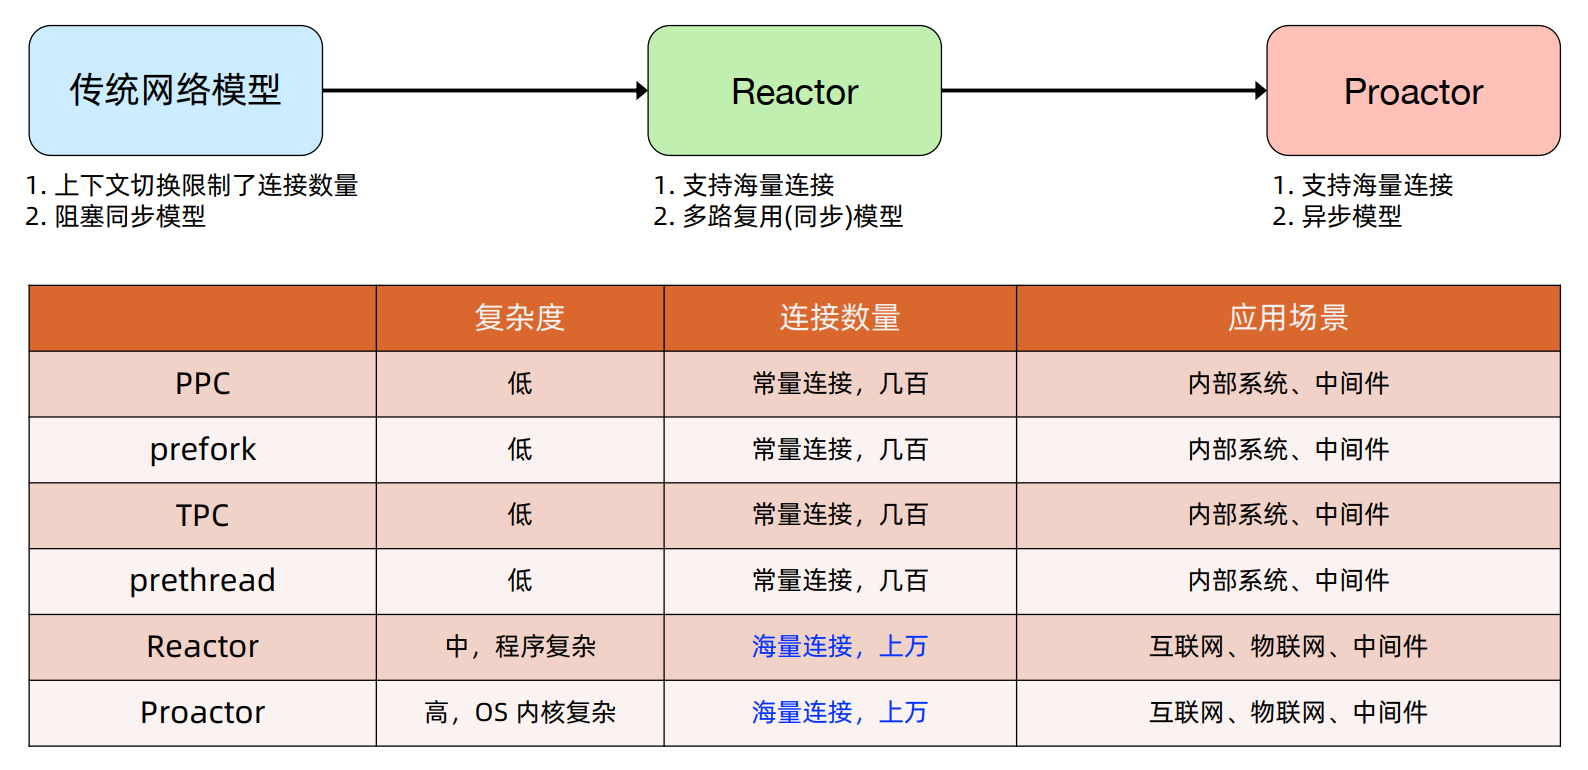 传统网络模型
Reactor
Proactor
1. 上下文切换限制了连接数量
2. 阻塞同步模型
1. 支持海量连接
2. 多路复用(同步)模型
1. 支持海量连接
2. 异步模型
复杂度 连接数量 应用场景
PPC 低 常量连接，几百 内部系统、中间件
prefork 低 常量连接，几百 内部系统、中间件
TPC 低 常量连接，几百 内部系统、中间件
prethread 低 常量连接，几百 内部系统、中间件
Reactor 中，程序复杂 海量连接，上万 互联网、物联网、中间件
Proactor 高，OS 内核复杂 海量连接，上万 互联网、物联网、中间件